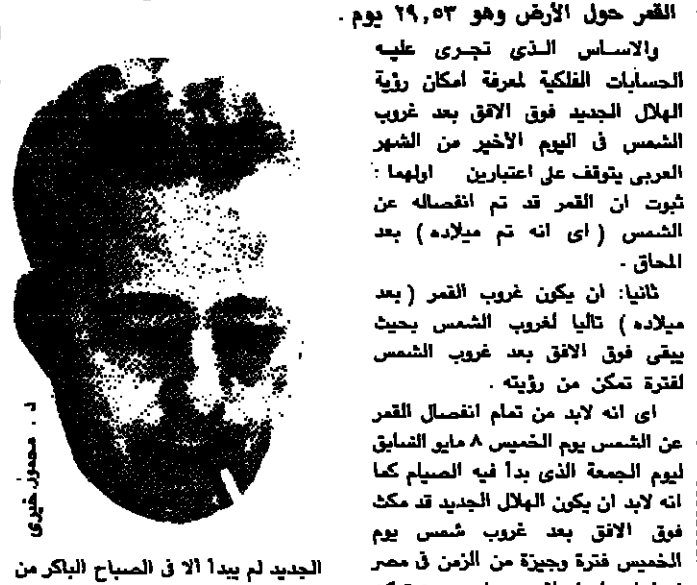 القمر حول الأرض وهو ٢٩,٥٣ يوم .
والاساس الذي تجرى عليه
الحسابات الفلكية لمعرفة امكان رؤية
الهلال الجديد فوق الافق بعد غروب
الشمس فى اليوم الأخير من الشهر
العربى يتوقف على اعتبارين اولهما :
ثبوت ان القمر قد تم انفصاله عن
الشمس ( اى انه تم ميلاده ) بعد
المحاق .
ثانيا: ان يكون غروب القمر ( بعد
ميلاده ) تاليا لغروب الشمس بحيث
يبقى فوق الافق بعد غروب الشمس
لفترة تمكن من رؤيته .
اى انه لابد من تمام انفصال القمر
عن الشمس يوم الخميس ٨ مايو السابق
ليوم الجمعة الذى بدأ فيه الصيام كما
انه لابد ان يكون الهلال الجديد قد مكث
فوق الافق بعد غروب شمس يوم
الخميس فترة وجيزة من الزمن فى مصر
د . محمود خيرى
الجديد لم يبدأ الا فى الصباح الباكر من